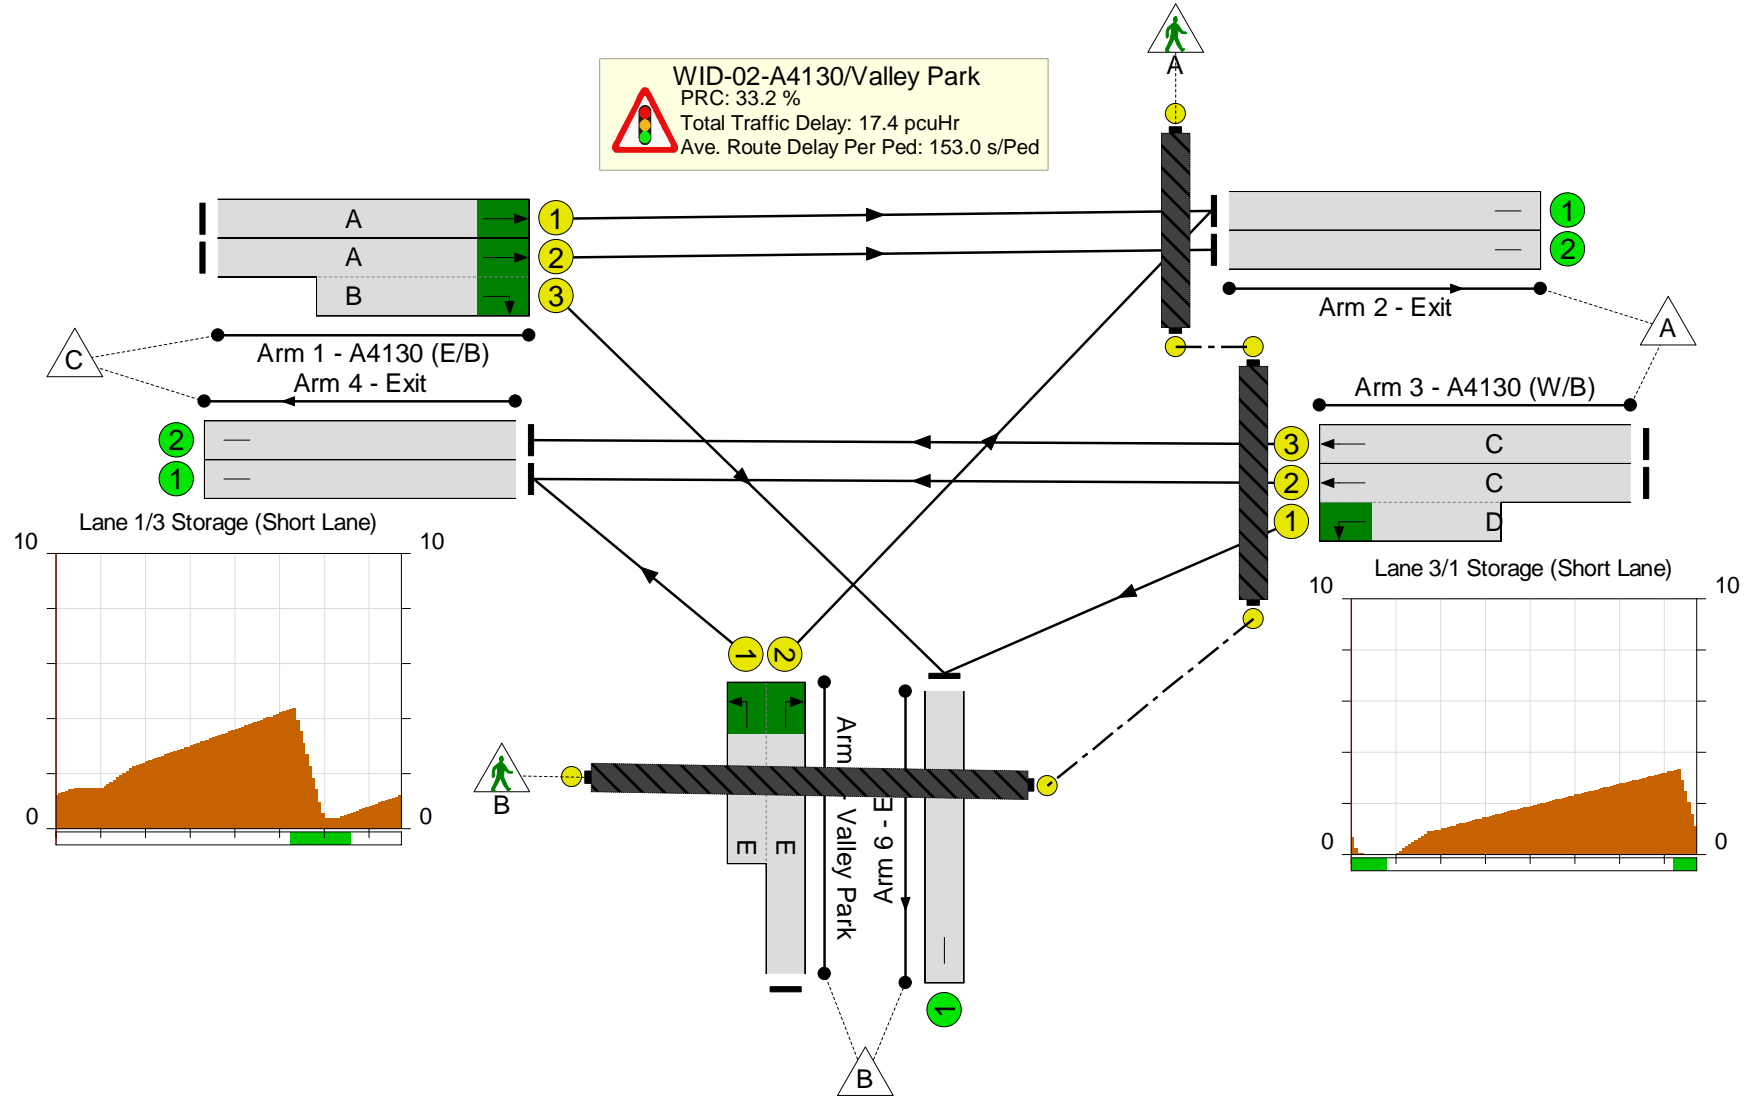 A
WID-02-A4130/Valley Park
PRC: 33.2 %
Total Traffic Delay: 17.4 pcuHr
Ave. Route Delay Per Ped: 153.0 s/Ped
A
1
A
2
B
3
1
2
Arm 2 - Exit
A
C
Arm 1 - A4130 (E/B)
Arm 4 - Exit
Arm 3 - A4130 (W/B)
2
1
3
C
2
C
1
D
Lane 1/3 Storage (Short Lane)
10
10
0
0
Lane 3/1 Storage (Short Lane)
10
10
0
0
1
2
B
E
E
Arm
Valley Park
Arm 6 - E
1
B